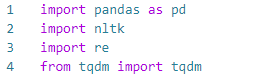 1 import pandas as pd
2 import nltk
3 import re
4 from tqdm import tqdm